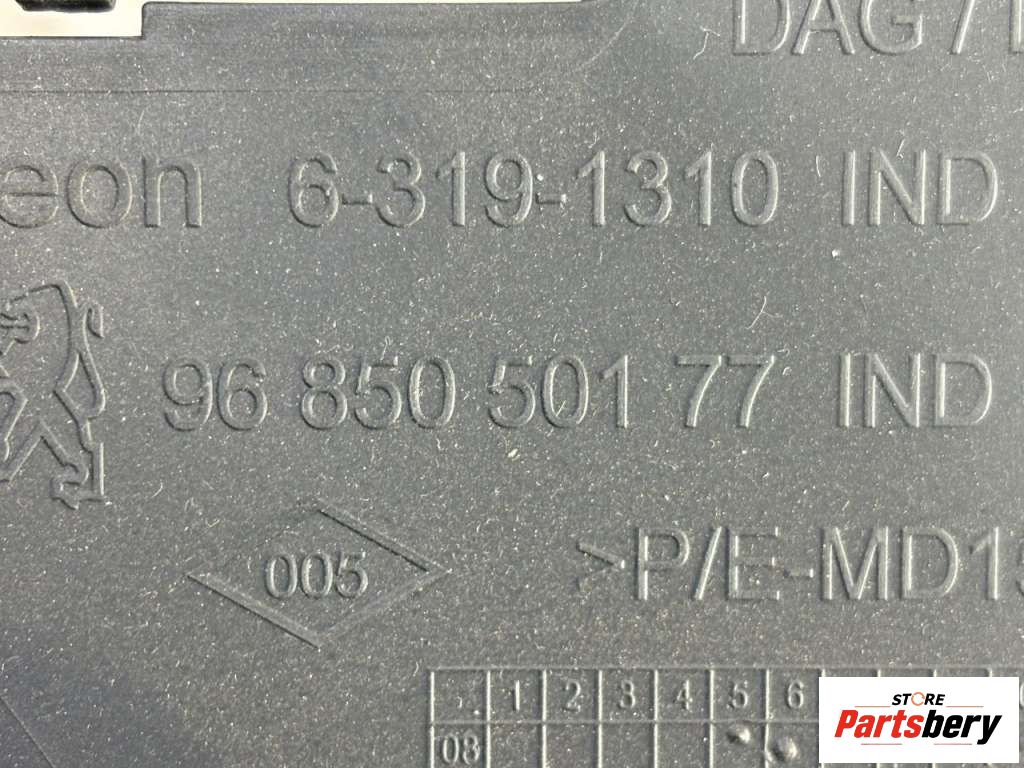 DAG /
eon 6-319-1310 IND
96 850 501 77 IND
005
>P/E-MD15
1 2 3 4 5 6
08
STORE
Partsbery